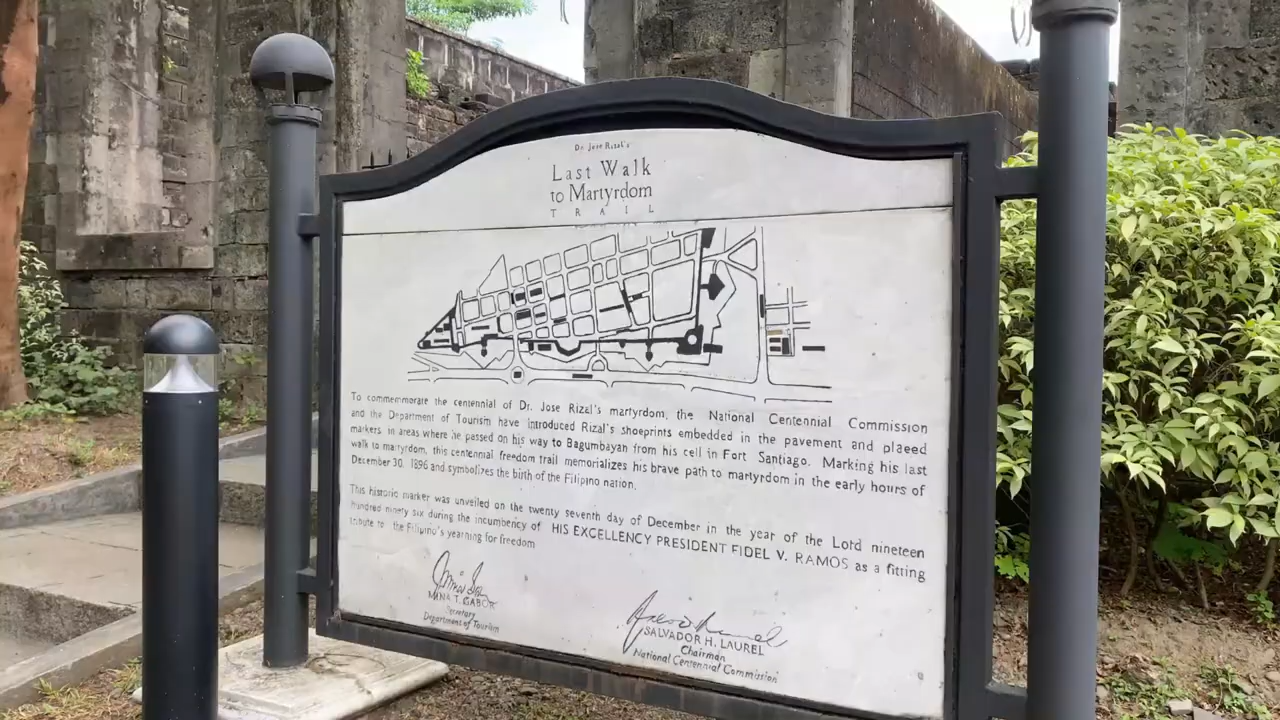 Dr. Jose Rizal's
Last Walk
to Martyrdom
TRAIL
To commemorate the centennial of Dr. Jose Rizal's martyrdom, the National Centennial Commission
and the Department of Tourism have introduced Rizal's shoeprints embedded in the pavement and placed
markers, in areas where he passed on his way to Bagumbayan from his cell in Fort Santiago. Marking his last
walk to martyrdom, this centennial freedom trail memorializes his brave path to martyrdom in the early hours of
December 30, 1896 and symbolizes the birth of the Filipino nation.
This historic marker was unveiled on the twenty seventh day of December in the year of the Lord nineteen
hundred ninety six during the incumbency of HIS EXCELLENCY PRESIDENT FIDEL V. RAMOS as a fitting
tribute to the Filipino's yearning for freedom
MINA T. GABOR
Secretary
Department of Tourism
SALVADOR H. LAUREL
Chairman
National Centennial Commission